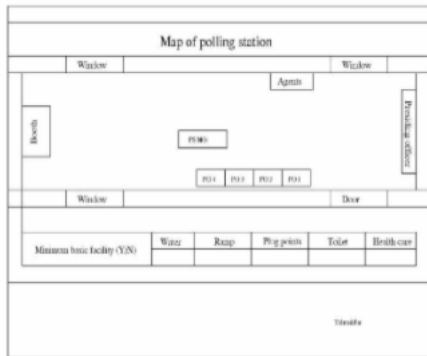 Map of polling station
Window Window
Agents
Booth
Presiding officer
PO4 PO3 PO2 PO1
Window Door
Minimum basic facility (Y/N) Water Ramp Plug points Toilet Health care